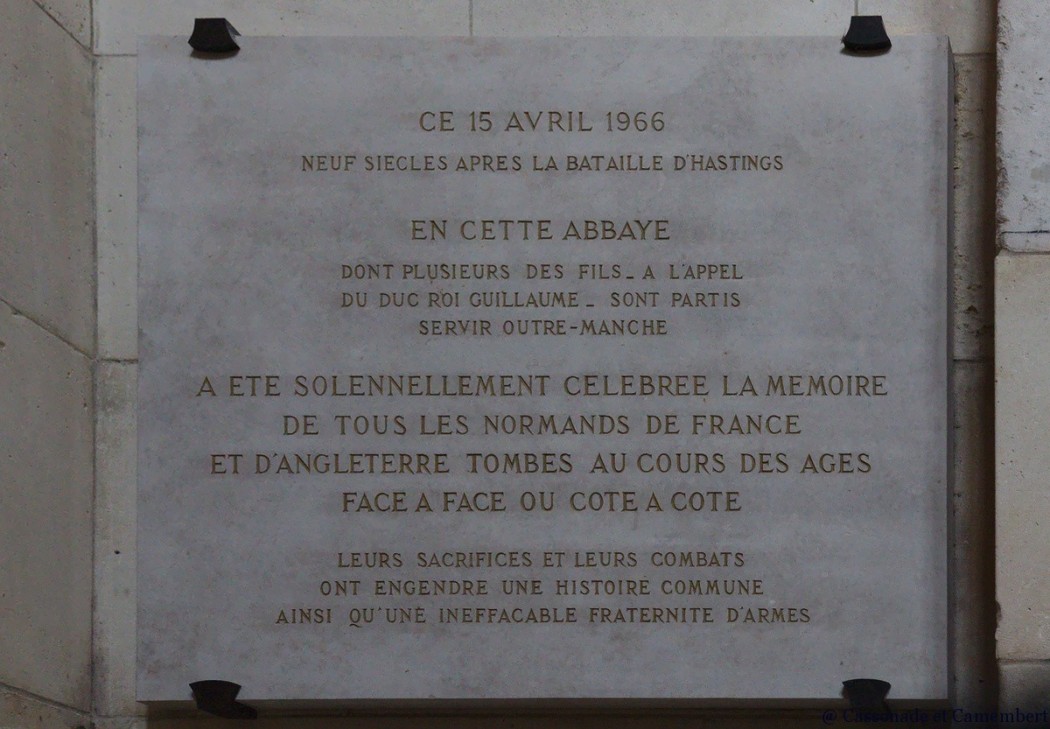 CE 15 AVRIL 1966
NEUF SIECLES APRES LA BATAILLE D'HASTINGS
EN CETTE ABBAYE
DONT PLUSIEURS DES FILS_ A L'APPEL
DU DUC ROI GUILLAUME_ SONT PARTIS
SERVIR OUTRE-MANCHE
A ETE SOLENNELLEMENT CELEBREE LA MEMOIRE
DE TOUS LES NORMANDS DE FRANCE
ET D'ANGLETERRE TOMBES AU COURS DES AGES
FACE A FACE OU COTE A COTE
LEURS SACRIFICES ET LEURS COMBATS
ONT ENGENDRE UNE HISTOIRE COMMUNE
AINSI QU'UNE INEFFACABLE FRATERNITE D'ARMES
@ Cassonade et Camembert